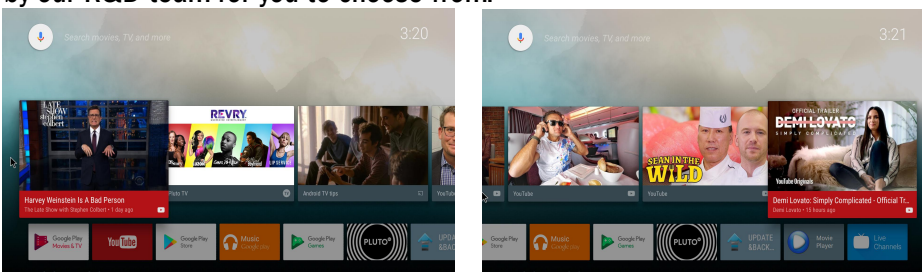 by our R&D team for you to choose from.
Search movies, TV, and more
3:20
LATE
SHOW
stephen
colbert
REVRY
LIP SERVICE
Pluto TV
Android TV tips
YouTube
Harvey Weinstein Is A Bad Person
The Late Show with Stephen Colbert • 1 day ago
Google Play
Movies & TV
YouTube
Google Play
Store
Music
Google play
Google Play
Games
PLUTO
UPDA
&BAC
Search movies, TV, and more
3:21
OFFICIAL TRAILER
DEMI LOVATO
SIMPLY COMPLICATED
SEAN IN THE
WILD
YouTube Originals
YouTube
YouTube
Demi Lovato: Simply Complicated - Official Tr...
Demi Lovato • 15 hours ago
Google Play
Store
Music
Google play
Google Play
Games
PLUTO
UPDATE
&BACK...
Movie
Player
Live
Channels